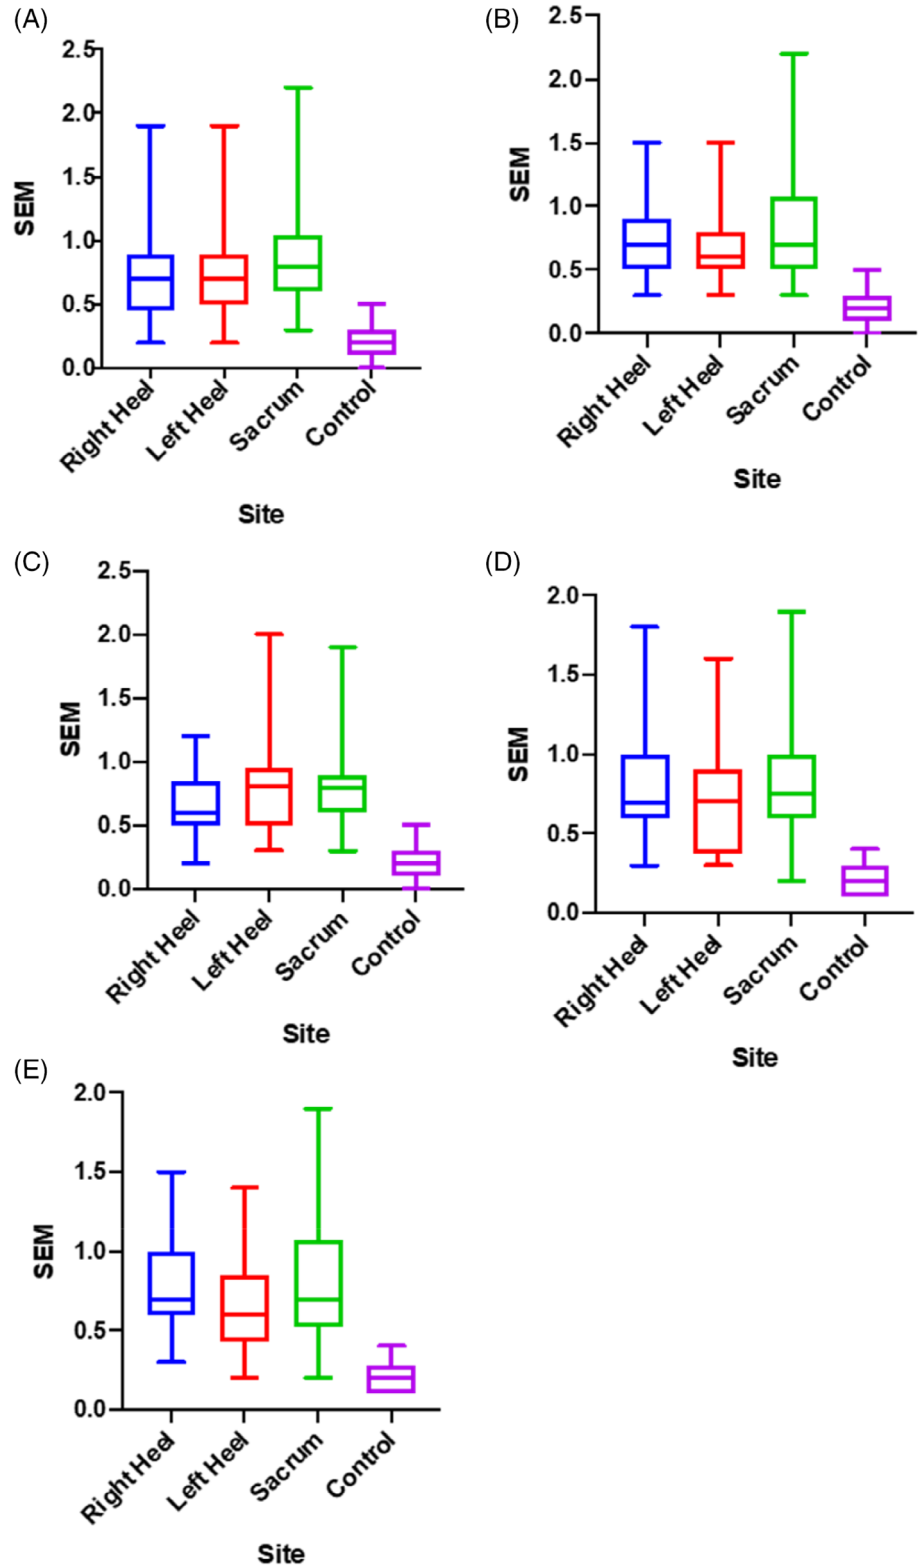 (A)
2.5
2.0
1.5
1.0
0.5
0.0
SEM
Right Heel
Left Heel
Sacrum
Control
Site
(B)
2.5
2.0
1.5
1.0
0.5
0.0
SEM
Right Heel
Left Heel
Sacrum
Control
Site
(C)
2.5
2.0
1.5
1.0
0.5
0.0
SEM
Right Heel
Left Heel
Sacrum
Control
Site
(D)
2.0
1.5
1.0
0.5
0.0
SEM
Right Heel
Left Heel
Sacrum
Control
Site
(E)
2.0
1.5
1.0
0.5
0.0
SEM
Right Heel
Left Heel
Sacrum
Control
Site